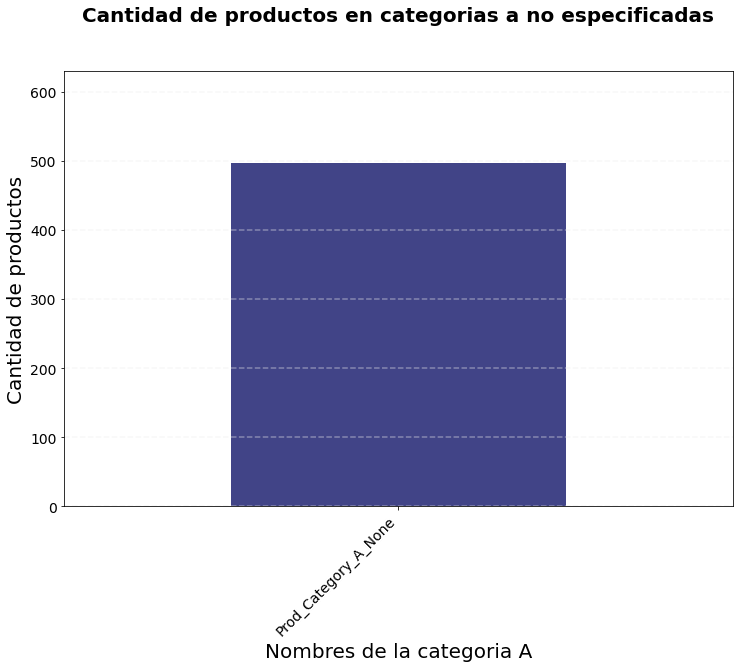 Cantidad de productos en categorias a no especificadas
Cantidad de productos
600
500
400
300
200
100
0
Prod_Category_A_None
Nombres de la categoria A